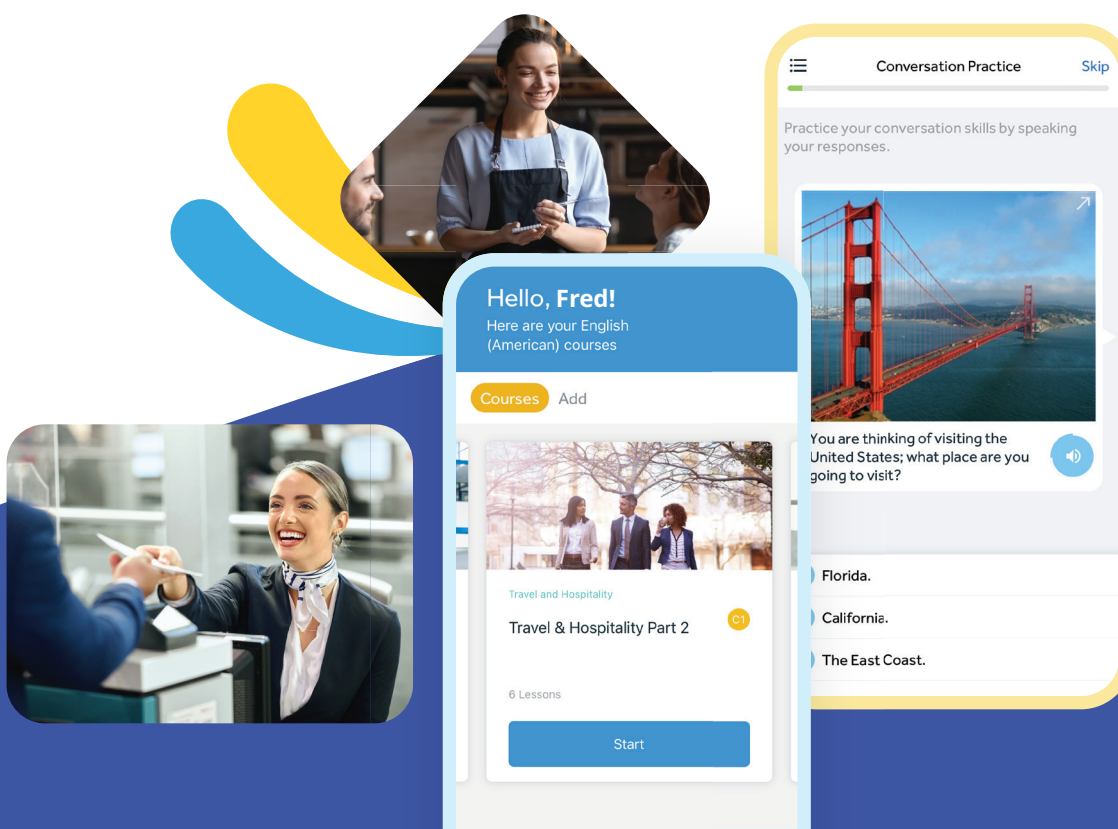 Hello, Fred!
Here are your English
(American) courses
Courses
Add
Travel and Hospitality
Travel & Hospitality Part 2
C1
6 Lessons
Start
Conversation Practice
Skip
Practice your conversation skills by speaking
your responses.
You are thinking of visiting the
United States; what place are you
going to visit?
Florida.
California.
The East Coast.